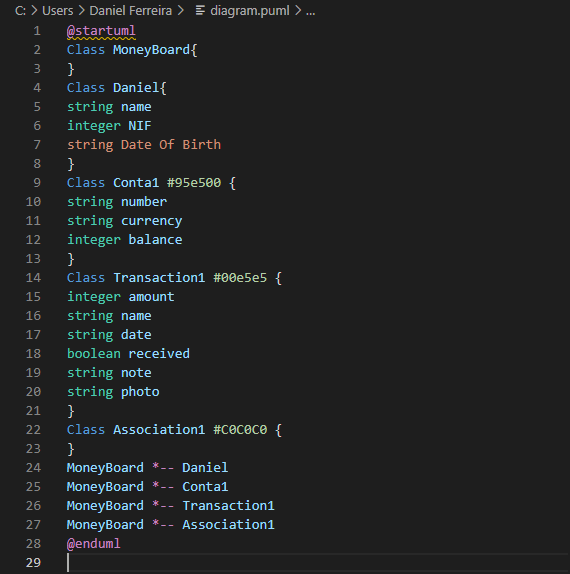 C: > Users > Daniel Ferreira > diagram.puml > ...
1 @startuml
2 Class MoneyBoard{
3 }
4 Class Daniel{
5 string name
6 integer NIF
7 string Date Of Birth
8 }
9 Class Conta1 #95e500 {
10 string number
11 string currency
12 integer balance
13 }
14 Class Transaction1 #00e5e5 {
15 integer amount
16 string name
17 string date
18 boolean received
19 string note
20 string photo
21 }
22 Class Association1 #C0C0C0 {
23 }
24 MoneyBoard *-- Daniel
25 MoneyBoard *-- Conta1
26 MoneyBoard *-- Transaction1
27 MoneyBoard *-- Association1
28 @enduml
29